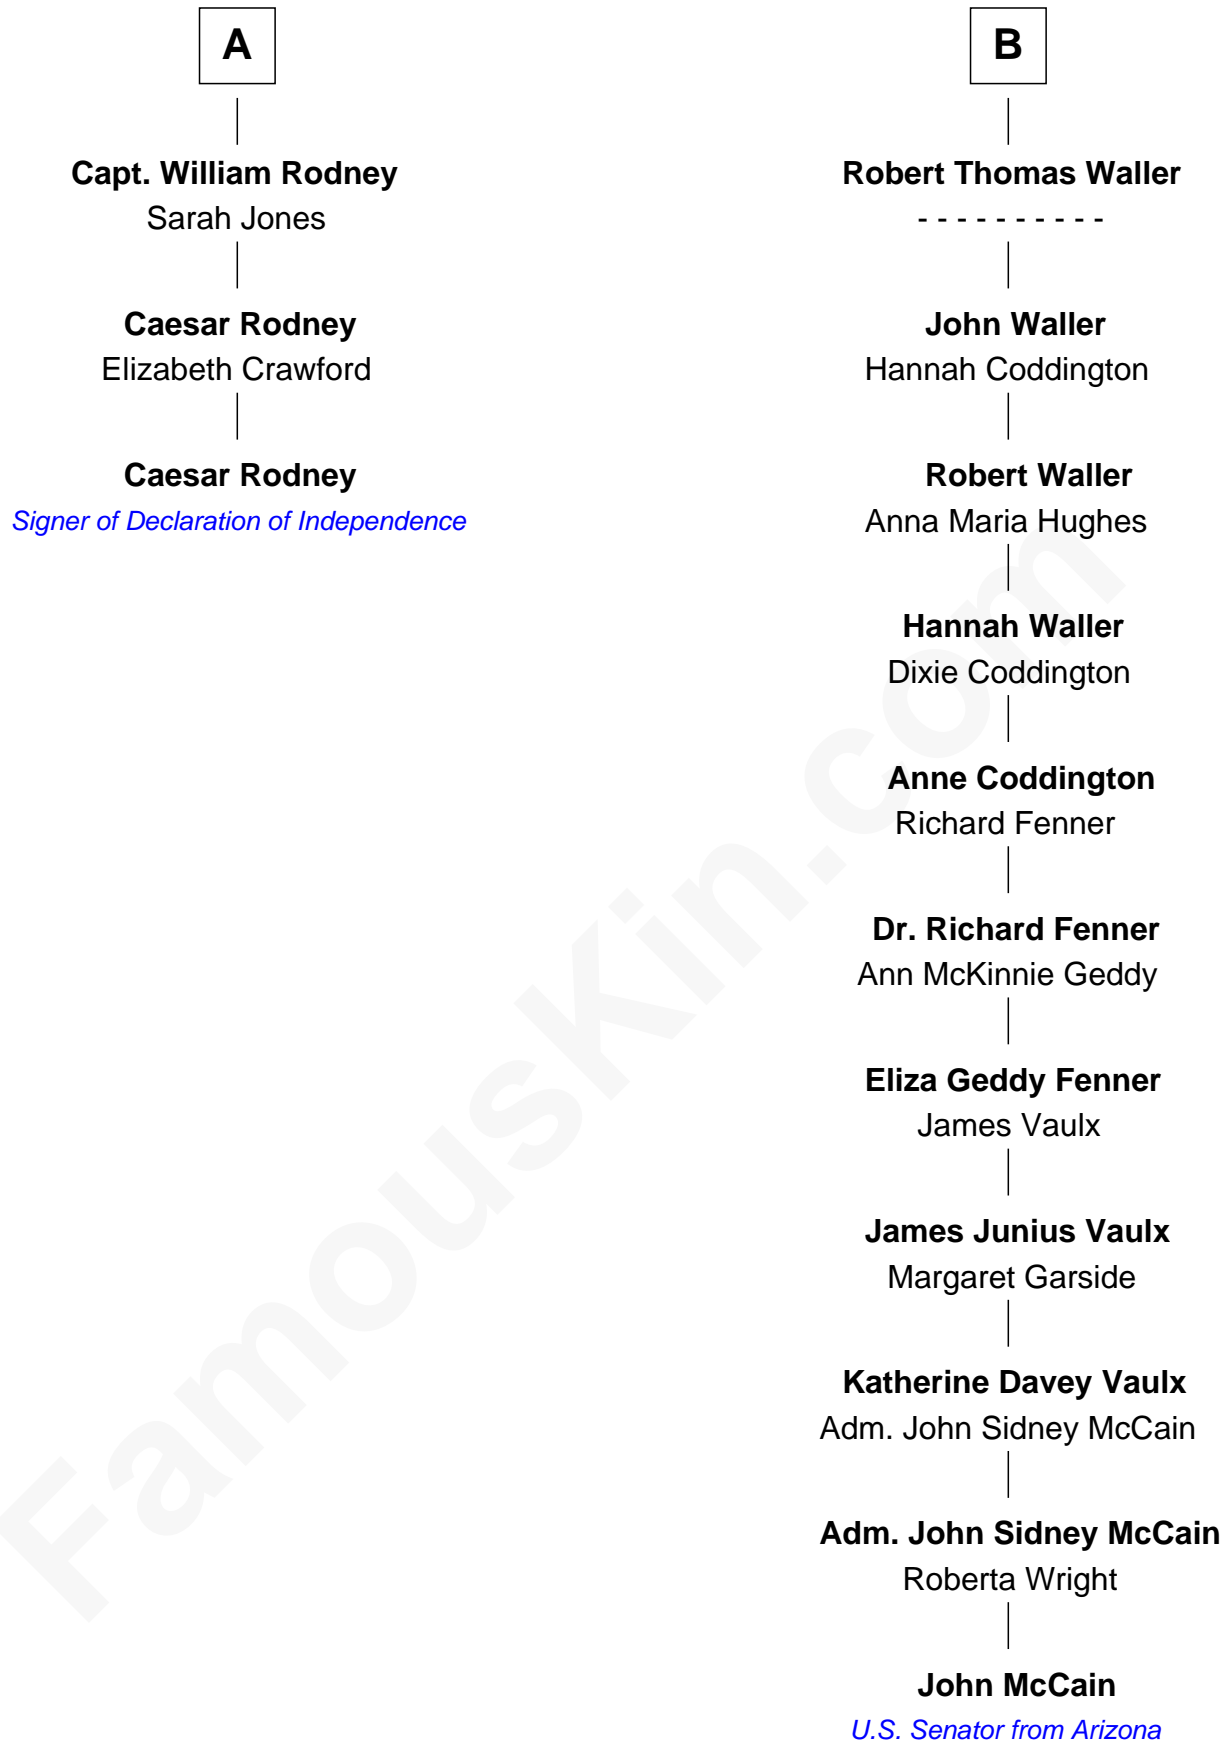 A
Capt. William Rodney
Sarah Jones
Caesar Rodney
Elizabeth Crawford
Caesar Rodney
Signer of Declaration of Independence
B
Robert Thomas Waller
- - - - - - - - - -
John Waller
Hannah Coddington
Robert Waller
Anna Maria Hughes
Hannah Waller
Dixie Coddington
Anne Coddington
Richard Fenner
Dr. Richard Fenner
Ann McKinnie Geddy
Eliza Geddy Fenner
James Vaulx
James Junius Vaulx
Margaret Garside
Katherine Davey Vaulx
Adm. John Sidney McCain
Adm. John Sidney McCain
Roberta Wright
John McCain
U.S. Senator from Arizona
FamousKin.com